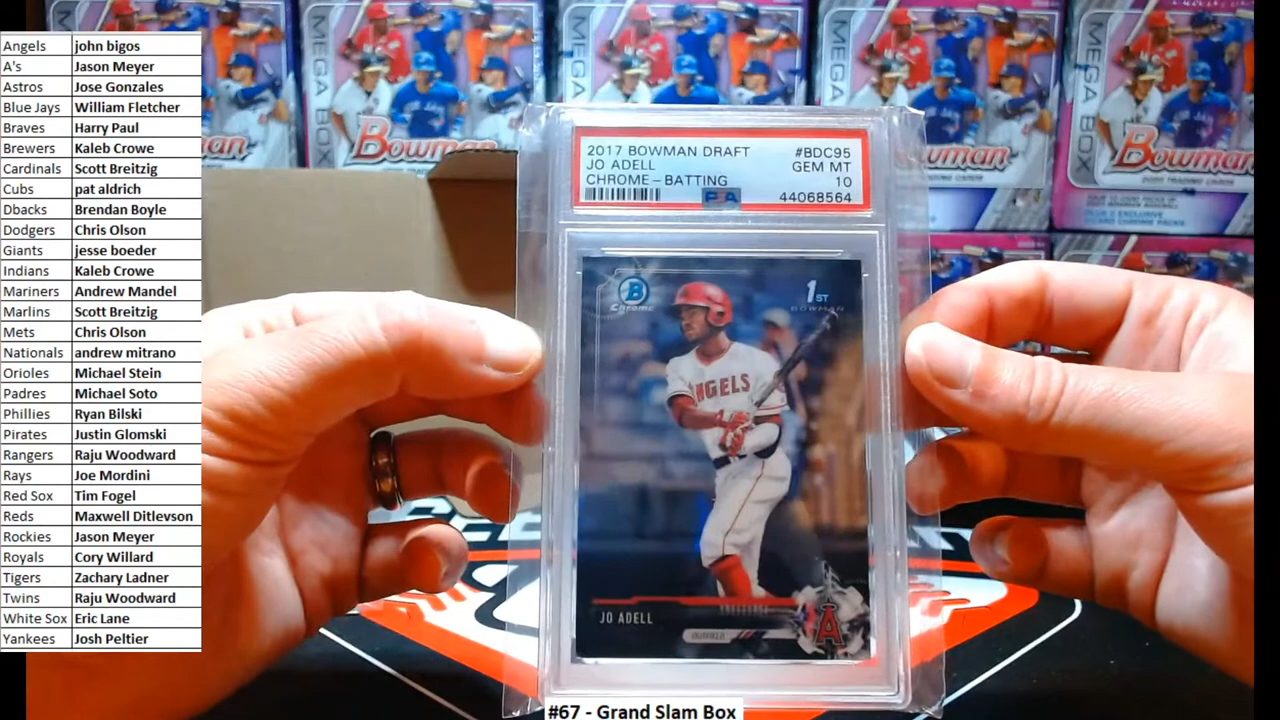 Angels john bigos
A's Jason Meyer
Astros Jose Gonzales
Blue Jays William Fletcher
Braves Harry Paul
Brewers Kaleb Crowe
Cardinals Scott Breitzig
Cubs pat aldrich
Dbacks Brendan Boyle
Dodgers Chris Olson
Giants jesse boeder
Indians Kaleb Crowe
Mariners Andrew Mandel
Marlins Scott Breitzig
Mets Chris Olson
Nationals andrew mitrano
Orioles Michael Stein
Padres Michael Soto
Phillies Ryan Bilski
Pirates Justin Glomski
Rangers Raju Woodward
Rays Joe Mordini
Red Sox Tim Fogel
Reds Maxwell Ditlevson
Rockies Jason Meyer
Royals Cory Willard
Tigers Zachary Ladner
Twins Raju Woodward
White Sox Eric Lane
Yankees Josh Peltier
MEGA BOX
Bowman
MEGA BOX
Bowman
MEGA BOX
Bowman
2017 BOWMAN DRAFT #BDC95
JO ADELL GEM MT
CHROME-BATTING 10
PSA 44068564
B
Chrome
1ST
BOWMAN
ANGELS
JO ADELL
OUTFIELD
A
#67 - Grand Slam Box